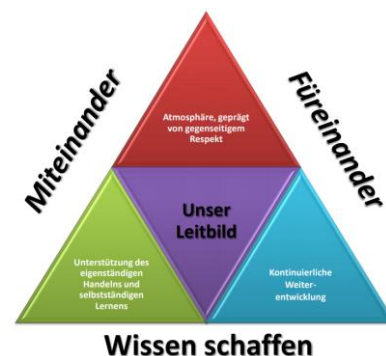 Miteinander
Füreinander
Atmosphäre, geprägt
von gegenseitigem
Respekt
Unser
Leitbild
Unterstützung des
eigenständigen
Handelns und
selbstständigen
Lernens
Kontinuierliche
Weiter-
entwicklung
Wissen schaffen